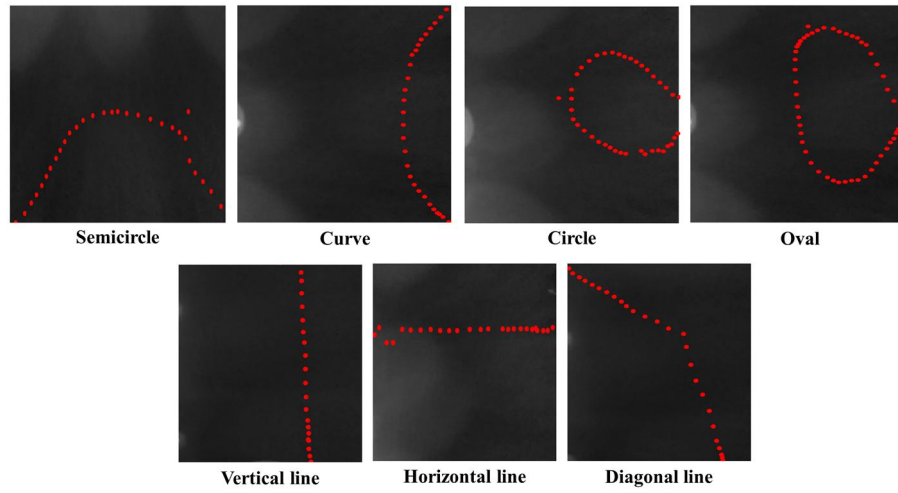 Semicircle
Curve
Circle
Oval
Vertical line
Horizontal line
Diagonal line